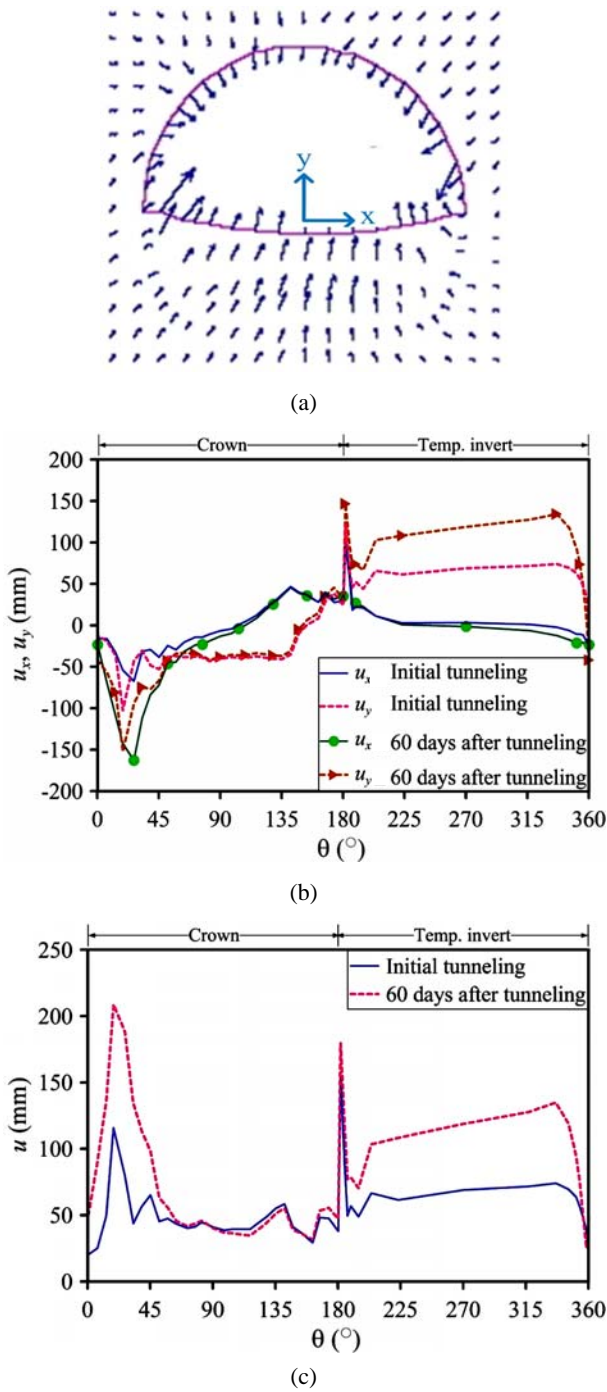 y
x
(a)
Crown
Temp. invert
200
150
100
50
0
-50
-100
-150
-200
u_x, u_y (mm)
u_x Initial tunneling
u_y Initial tunneling
u_x 60 days after tunneling
u_y 60 days after tunneling
0 45 90 135 180 225 270 315 360
θ (°)
(b)
Crown
Temp. invert
250
200
150
100
50
0
u (mm)
Initial tunneling
60 days after tunneling
0 45 90 135 180 225 270 315 360
θ (°)
(c)